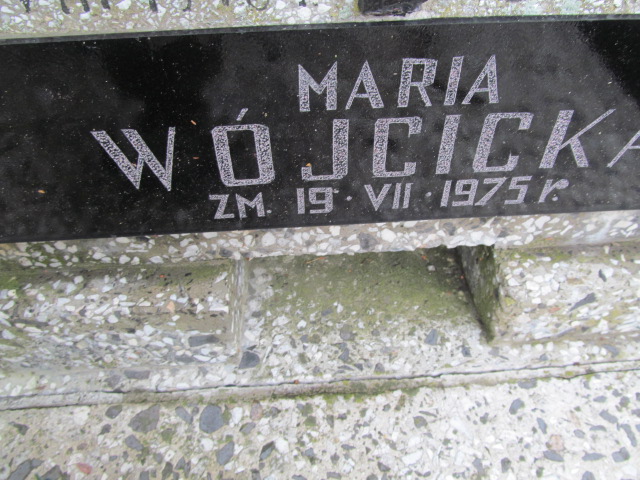 MARIA
WÓJCICKA
ZM. 19. VII. 1975 r.